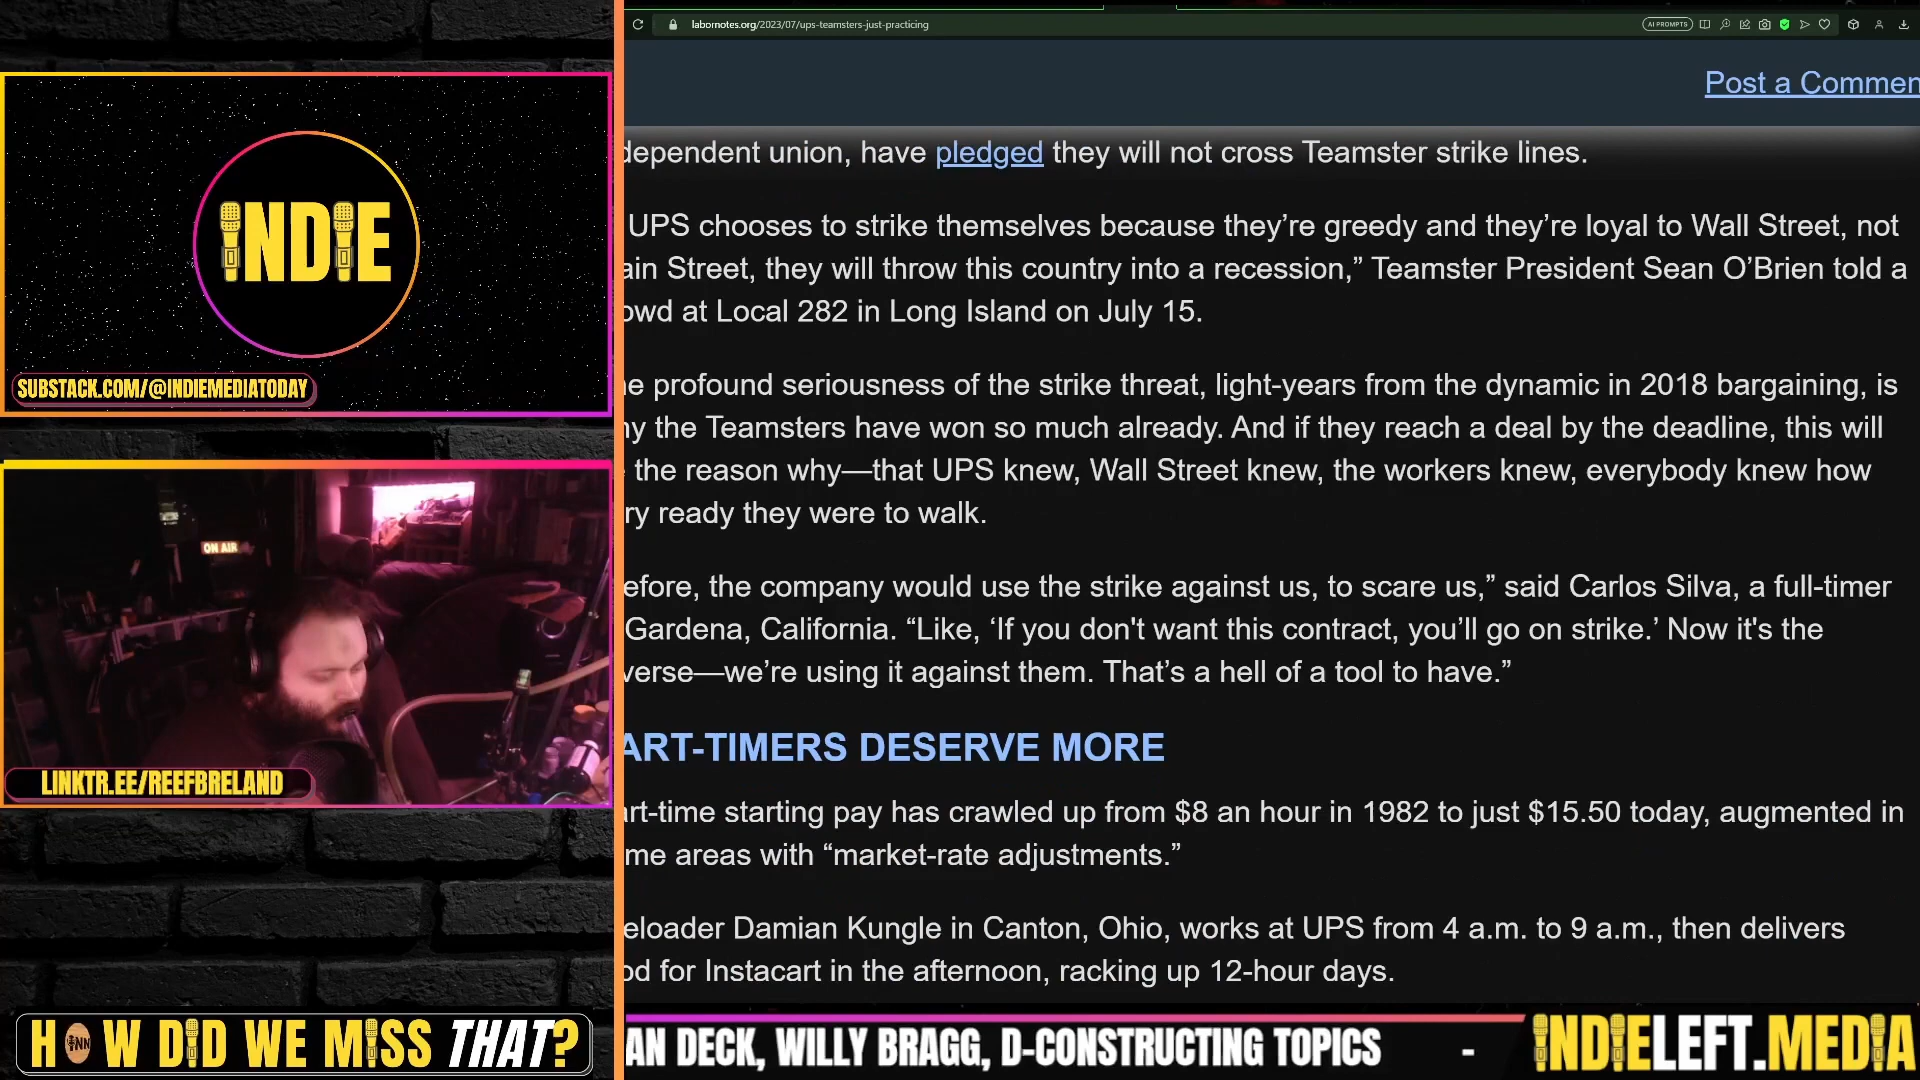 labornotes.org/2023/07/ups-teamsters-just-practicing
AI PROMPTS
Post a Commen
dependent union, have pledged they will not cross Teamster strike lines.
UPS chooses to strike themselves because they’re greedy and they’re loyal to Wall Street, not
ain Street, they will throw this country into a recession,” Teamster President Sean O’Brien told a
owd at Local 282 in Long Island on July 15.
e profound seriousness of the strike threat, light-years from the dynamic in 2018 bargaining, is
y the Teamsters have won so much already. And if they reach a deal by the deadline, this will
the reason why—that UPS knew, Wall Street knew, the workers knew, everybody knew how
ry ready they were to walk.
efore, the company would use the strike against us, to scare us,” said Carlos Silva, a full-timer
Gardena, California. “Like, ‘If you don't want this contract, you’ll go on strike.’ Now it's the
verse—we’re using it against them. That’s a hell of a tool to have.”
ART-TIMERS DESERVE MORE
art-time starting pay has crawled up from $8 an hour in 1982 to just $15.50 today, augmented in
me areas with “market-rate adjustments.”
eloader Damian Kungle in Canton, Ohio, works at UPS from 4 a.m. to 9 a.m., then delivers
od for Instacart in the afternoon, racking up 12-hour days.
INDIE
SUBSTACK.COM/@INDIEMEDIATODAY
ON AIR
LINKTR.EE/REEFBRELAND
HOW DID WE MISS THAT?
INN
AN DECK, WILLY BRAGG, D-CONSTRUCTING TOPICS -
INDIELEFT.MEDIA